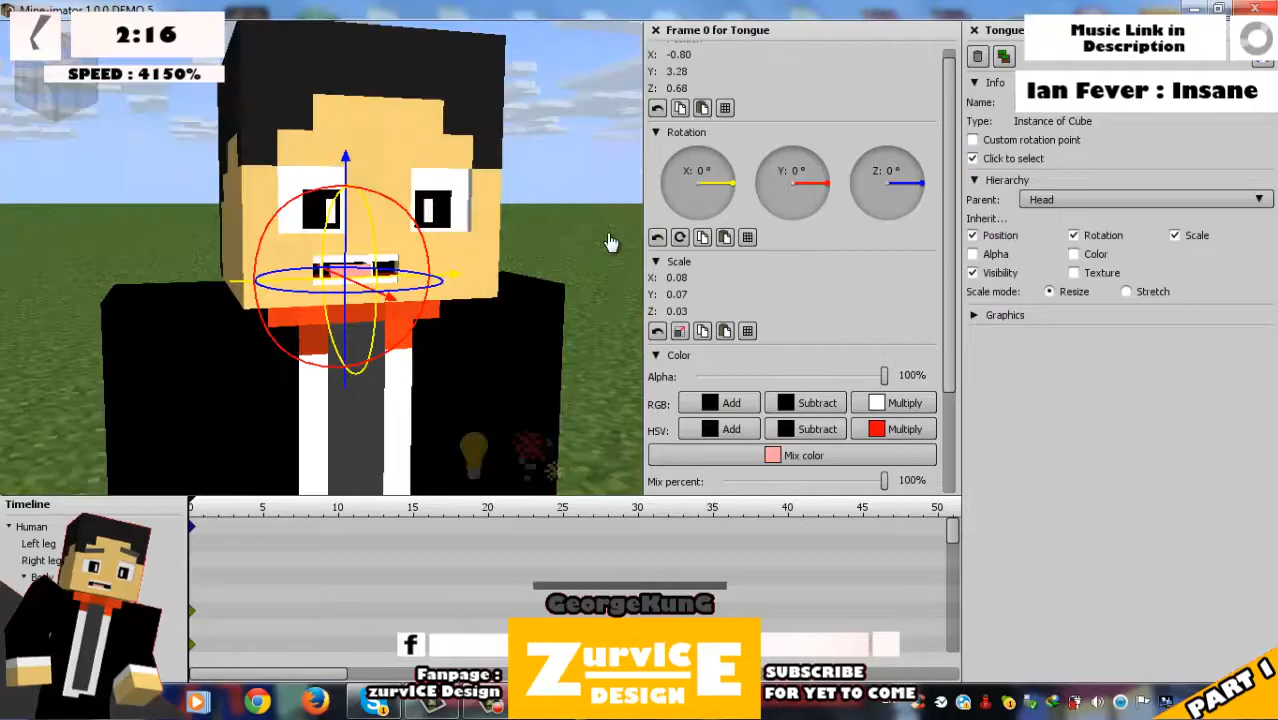 Mine-imator 1.0.0 DEMO 5
2:16
SPEED : 4150%
Music Link in
Description
Ian Fever : Insane
Frame 0 for Tongue
X: -0.80
Y: 3.28
Z: 0.68
Rotation
X: 0° Y: 0° Z: 0°
Scale
X: 0.08
Y: 0.07
Z: 0.03
Color
Alpha: 100%
RGB: Add Subtract Multiply
HSV: Add Subtract Multiply
Mix color
Mix percent: 100%
Tongue
Info
Name:
Type: Instance of Cube
Custom rotation point
Click to select
Hierarchy
Parent: Head
Inherit...
Position Rotation Scale
Alpha Color
Visibility Texture
Scale mode: Resize Stretch
Graphics
Timeline
0 5 10 15 20 25 30 35 40 45 50
Human
Left leg
Right leg
GeorgeKunG
f
Fanpage :
zurvICE Design
ZurvICE
DESIGN
SUBSCRIBE
FOR YET TO COME
PART 1